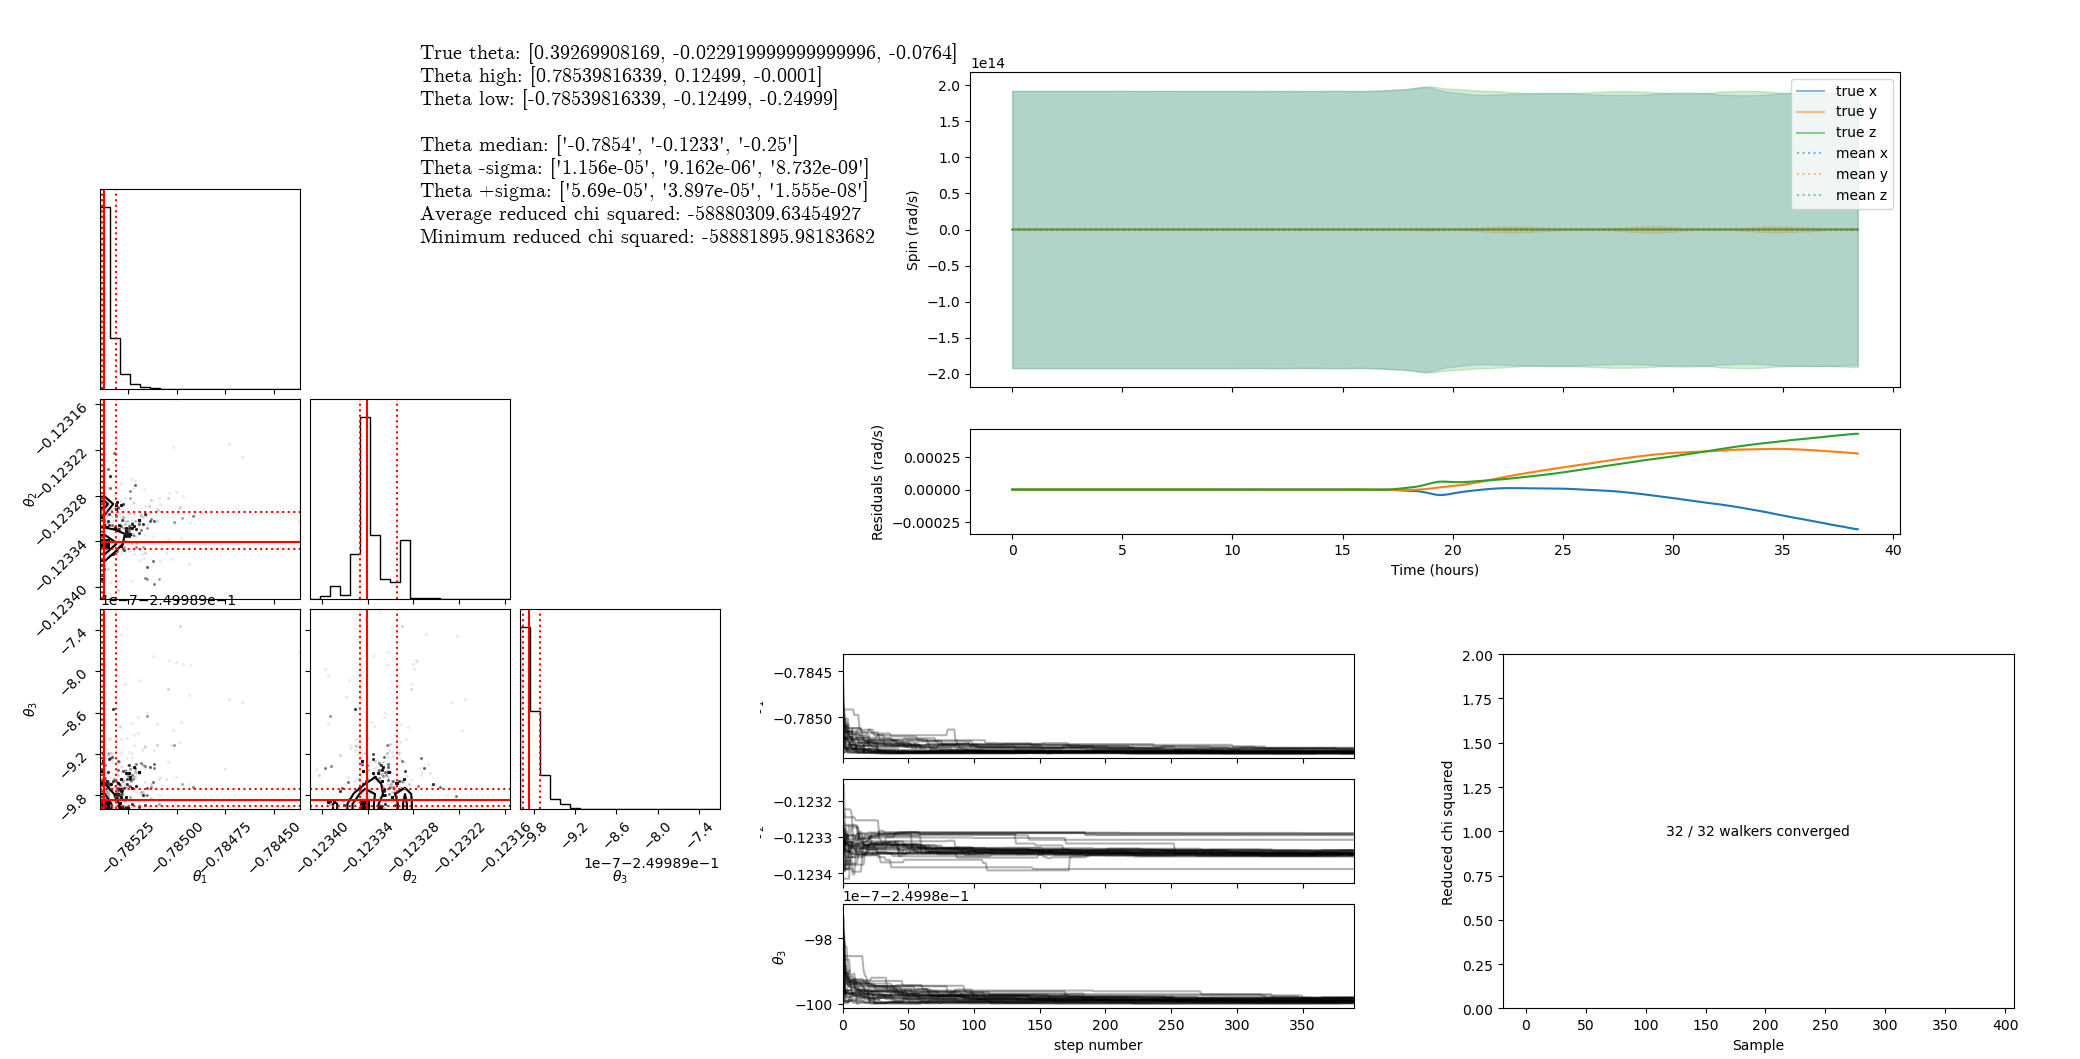 True theta: [0.39269908169, -0.022919999999999996, -0.0764]
Theta high: [0.78539816339, 0.12499, -0.0001]
Theta low: [-0.78539816339, -0.12499, -0.24999]
Theta median: ['-0.7854', '-0.1233', '-0.25']
Theta -sigma: ['1.156e-05', '9.162e-06', '8.732e-09']
Theta +sigma: ['5.69e-05', '3.897e-05', '1.555e-08']
Average reduced chi squared: -58880309.63454927
Minimum reduced chi squared: -58881895.98183682
1e14
2.0
1.5
1.0
0.5
0.0
−0.5
−1.0
−1.5
−2.0
Spin (rad/s)
true x
true y
true z
mean x
mean y
mean z
0.00025
0.00000
−0.00025
Residuals (rad/s)
0
5
10
15
20
25
30
35
40
Time (hours)
−0.12316
−0.12322
−0.12328
−0.12334
−0.12340
θ2
1e−7−2.49989e−1
−7.4
−8.0
−8.6
−9.2
−9.8
θ3
−0.78525
−0.78500
−0.78475
−0.78450
θ1
−0.12340
−0.12334
−0.12328
−0.12322
−0.12316
θ2
−9.8
−9.2
−8.6
−8.0
−7.4
1e−7−2.49989e−1
θ3
−0.7845
−0.7850
−0.1232
−0.1233
−0.1234
1e−7−2.4998e−1
−98
−100
θ3
0
50
100
150
200
250
300
350
step number
2.00
1.75
1.50
1.25
1.00
0.75
0.50
0.25
0.00
Reduced chi squared
32 / 32 walkers converged
0
50
100
150
200
250
300
350
400
Sample